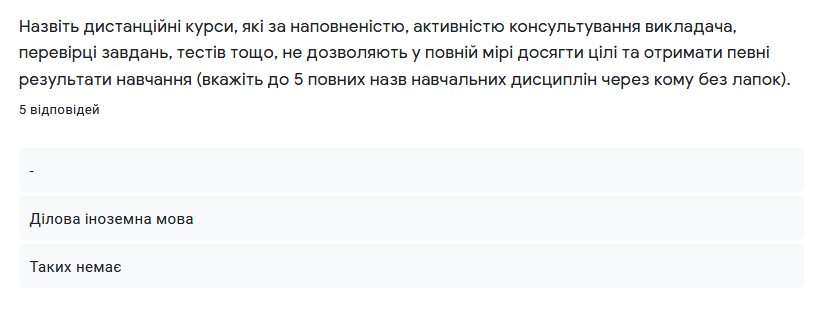 Назвіть дистанційні курси, які за наповненістю, активністю консультування викладача,
перевірці завдань, тестів тощо, не дозволяють у повній мірі досягти цілі та отримати певні
результати навчання (вкажіть до 5 повних назв навчальних дисциплін через кому без лапок).
5 відповідей
-
Ділова іноземна мова
Таких немає